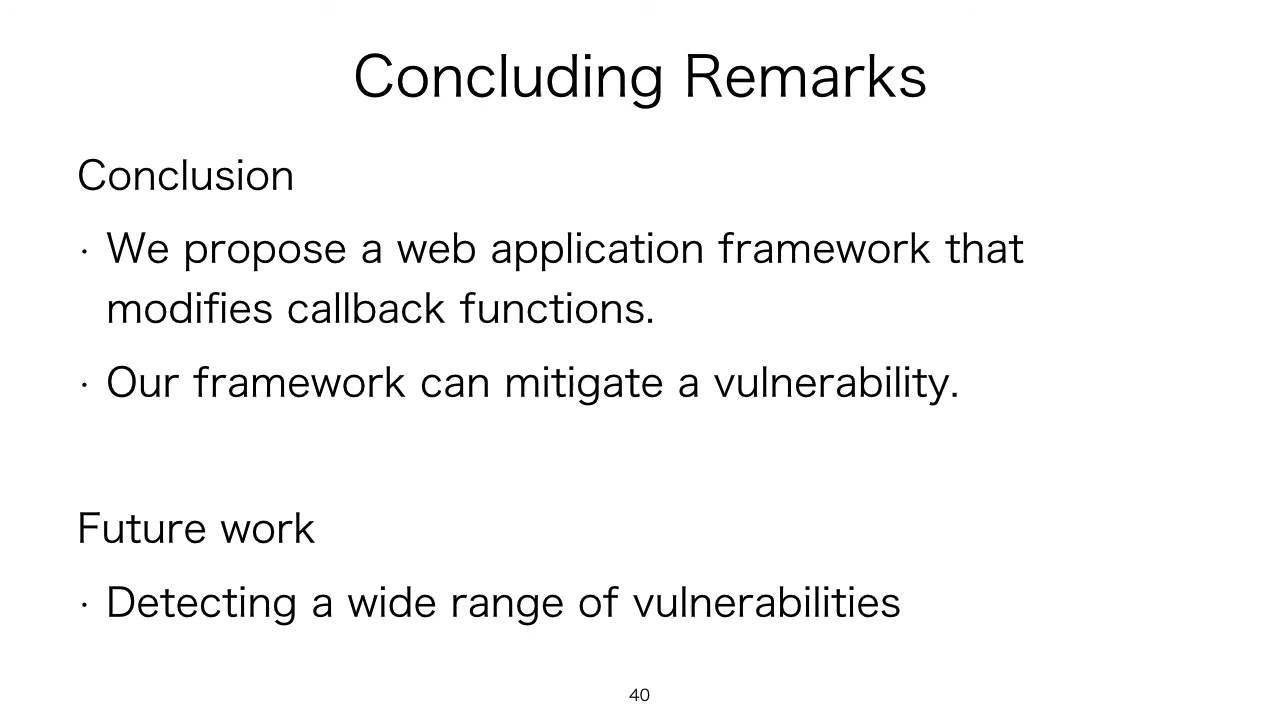 Concluding Remarks
Conclusion
· We propose a web application framework that
modifies callback functions.
· Our framework can mitigate a vulnerability.
Future work
· Detecting a wide range of vulnerabilities
40